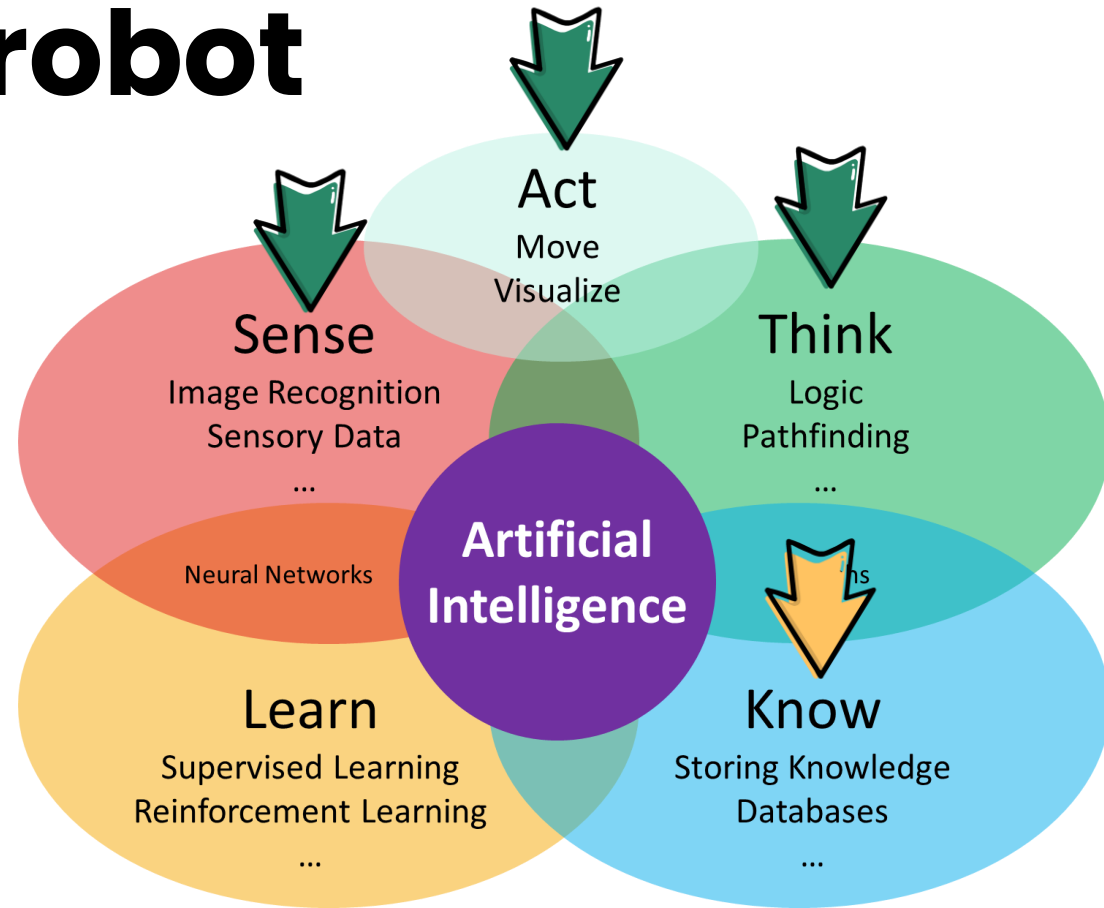 robot
Act
Move
Visualize
Sense
Image Recognition
Sensory Data
...
Think
Logic
Pathfinding
...
Artificial
Intelligence
Neural Networks
Learn
Supervised Learning
Reinforcement Learning
...
Know
Storing Knowledge
Databases
...